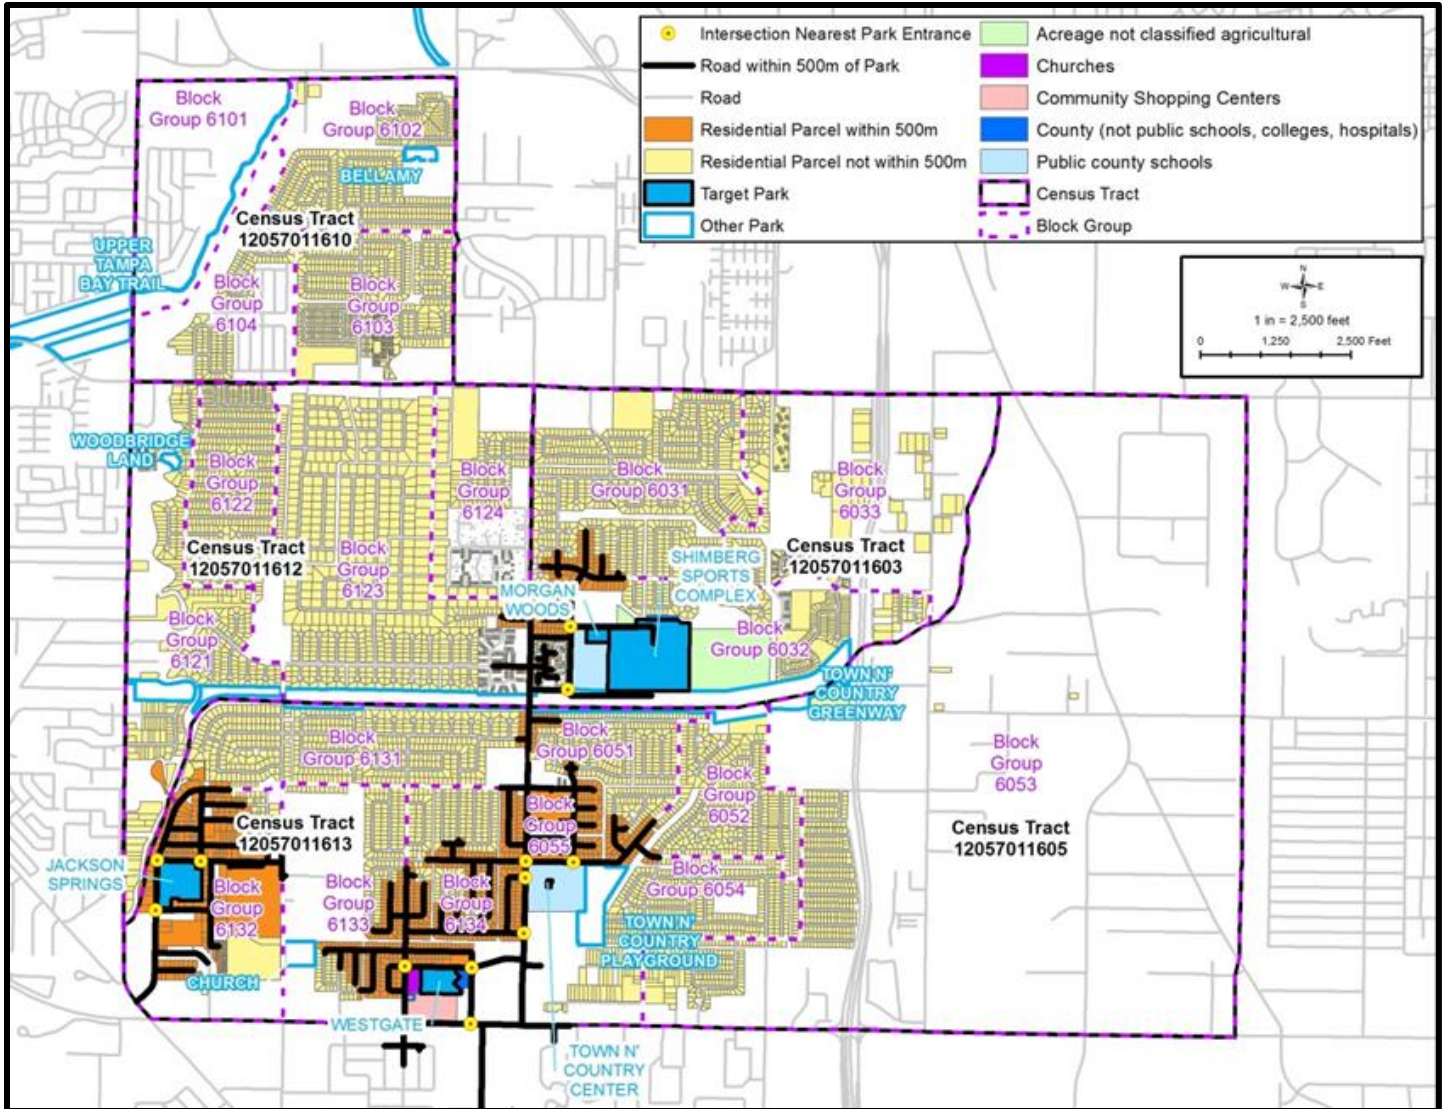 Intersection Nearest Park Entrance
Road within 500m of Park
Road
Residential Parcel within 500m
Residential Parcel not within 500m
Target Park
Other Park
Acreage not classified agricultural
Churches
Community Shopping Centers
County (not public schools, colleges, hospitals)
Public county schools
Census Tract
Block Group
N
W
E
S
1 in = 2,500 feet
0
1,250
2,500 Feet
Block
Group 6101
Block
Group 6102
BELLAMY
Census Tract
12057011610
UPPER
TAMPA
BAY TRAIL
Block
Group
6104
Block
Group
6103
WOODBRIDGE
LAND
Block
Group
6122
Block
Group
6124
Block
Group 6031
Block
Group
6033
Census Tract
12057011612
Block
Group
6123
Census Tract
12057011603
SHIMBERG
SPORTS
COMPLEX
MORGAN
WOODS
Block
Group
6121
Block
Group 6032
TOWN N'
COUNTRY
GREENWAY
Block
Group 6131
Block
Group 6051
Block
Group
6053
Block
Group
6052
Block
Group
6055
Census Tract
12057011613
Census Tract
12057011605
JACKSON
SPRINGS
Block
Group
6132
Block
Group
6133
Block
Group
6134
Block
Group 6054
TOWN N'
COUNTRY
PLAYGROUND
CHURCH
WESTGATE
TOWN N'
COUNTRY
CENTER